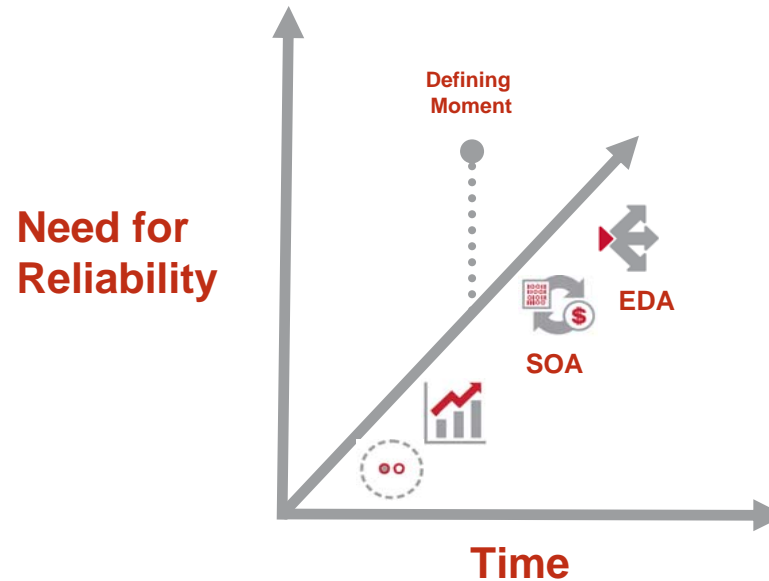 Defining
Moment
Need for
Reliability
$
EDA
SOA
Time